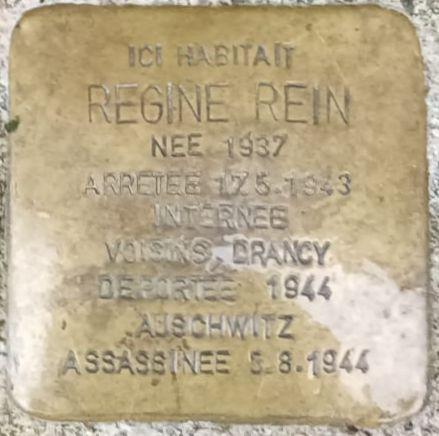 ICI HABITAIT
REGINE REIN
NEE 1937
ARRETEE 17.5.1943
INTERNEE
VOISINS DRANCY
DEPORTEE 1944
AUSCHWITZ
ASSASSINEE 5.8.1944